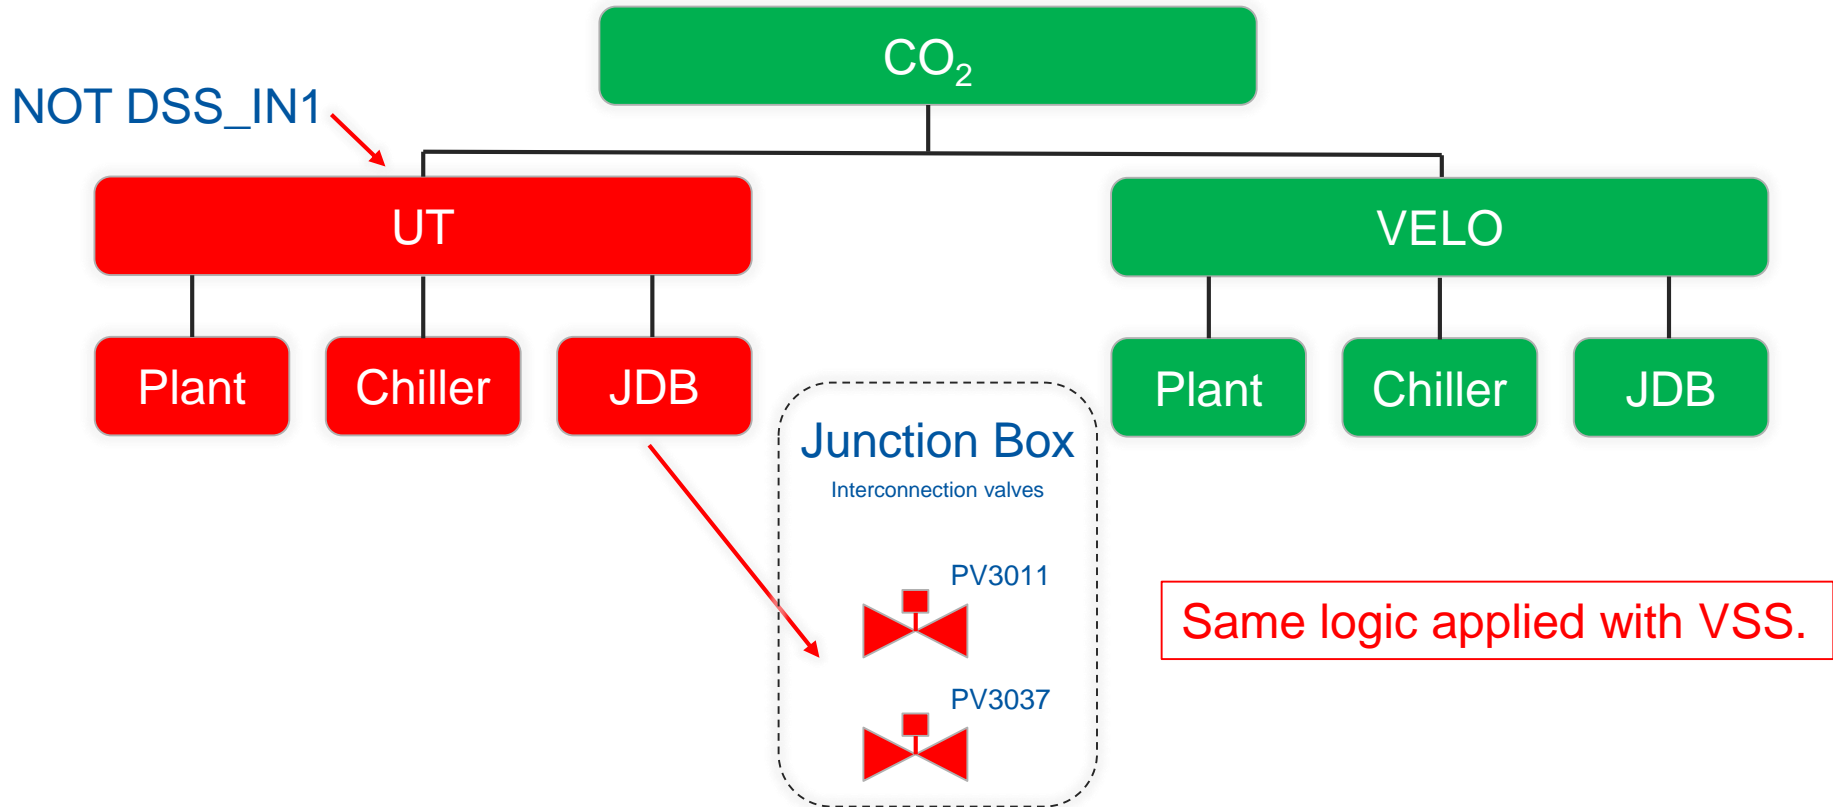 CO₂
NOT DSS_IN1
UT
VELO
Plant
Chiller
JDB
Plant
Chiller
JDB
Junction Box
Interconnection valves
PV3011
PV3037
Same logic applied with VSS.